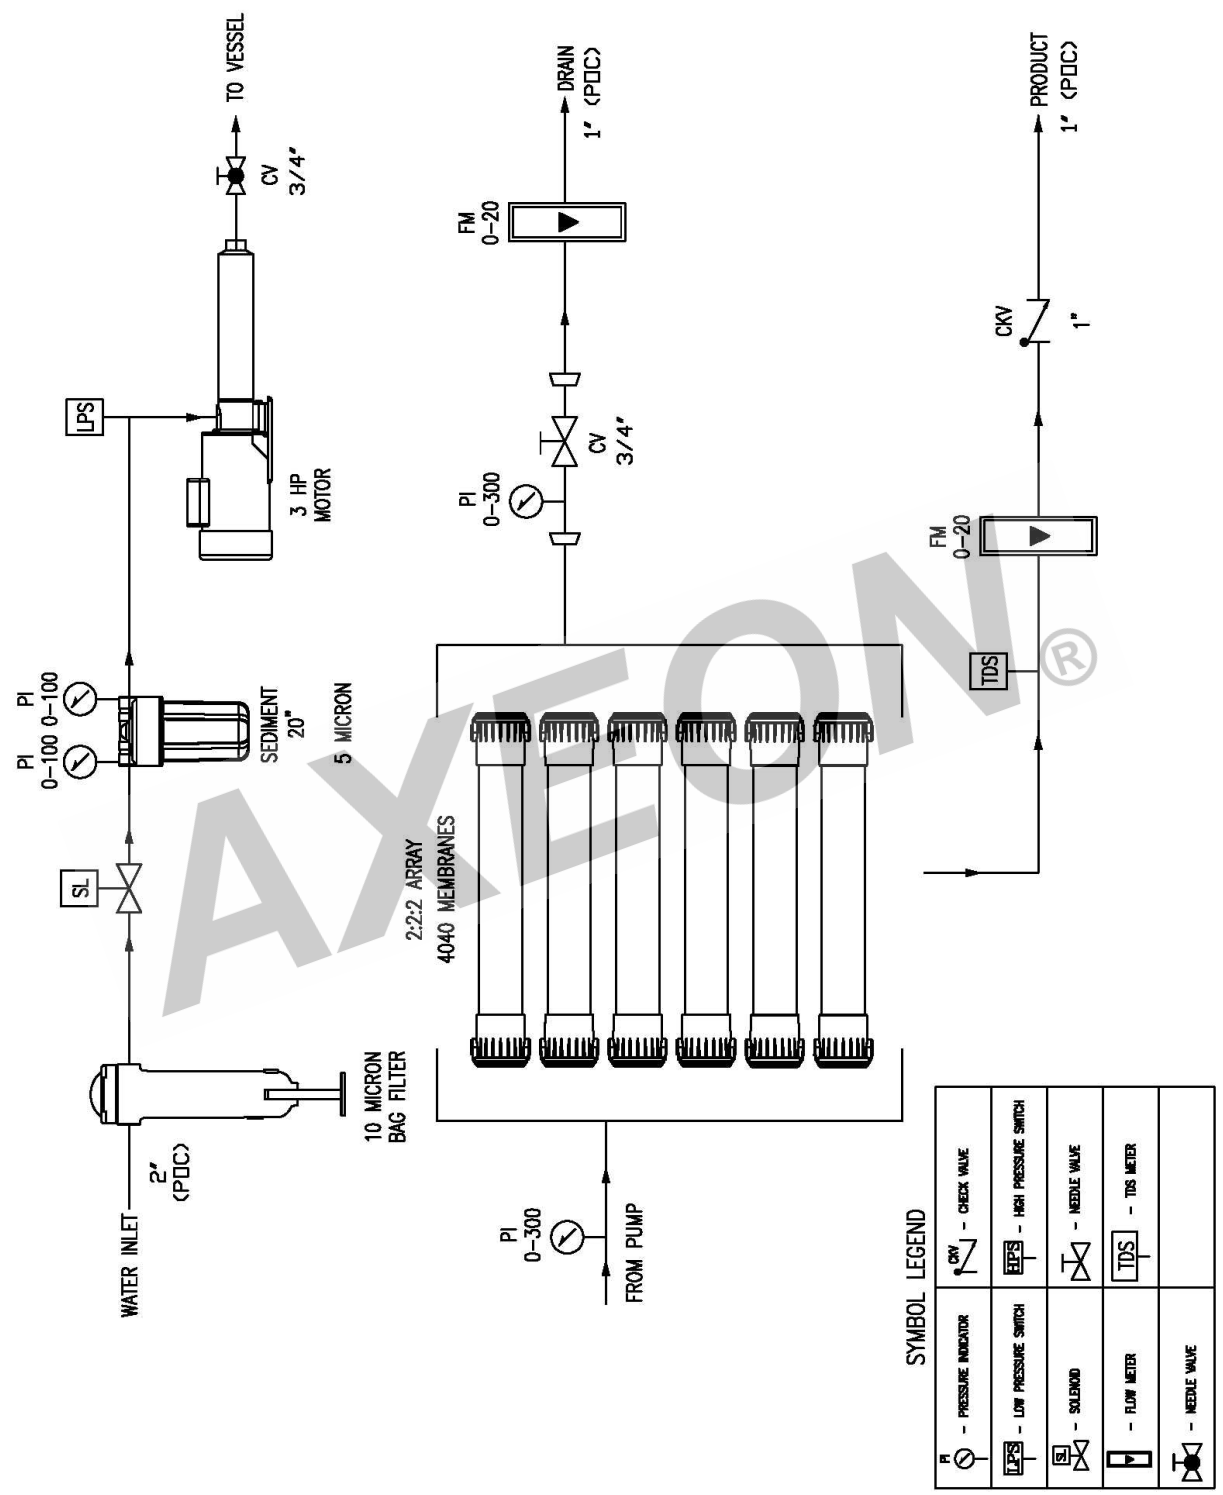 WATER INLET
2"
(POC)
10 MICRON
BAG FILTER
SL
PI
0-100
PI
0-100
SEDIMENT
20"
5 MICRON
LPS
3 HP
MOTOR
CV
3/4"
TO VESSEL
FROM PUMP
PI
0-300
2:2:2 ARRAY
4040 MEMBRANES
PI
0-300
CV
3/4"
FM
0-20
DRAIN
1" (POC)
TDS
FM
0-20
CKV
1"
PRODUCT
1" (POC)
AXEON®
SYMBOL LEGEND
PI - PRESSURE INDICATOR
CKV - CHECK VALVE
LPS - LOW PRESSURE SWITCH
HPS - HIGH PRESSURE SWITCH
SL - SOLENOID
- NEEDLE VALVE
- FLOW METER
TDS - TDS METER
- NEEDLE VALVE